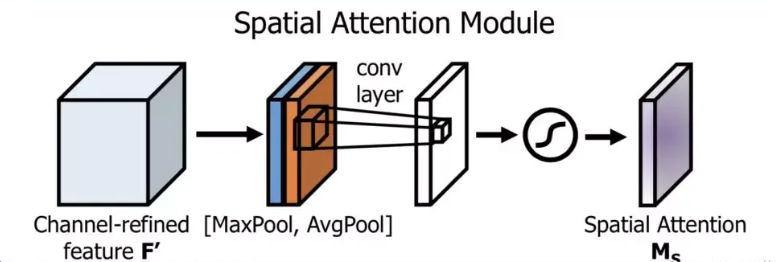 Spatial Attention Module
conv
layer
Channel-refined
feature F′
[MaxPool, AvgPool]
Spatial Attention
Ms